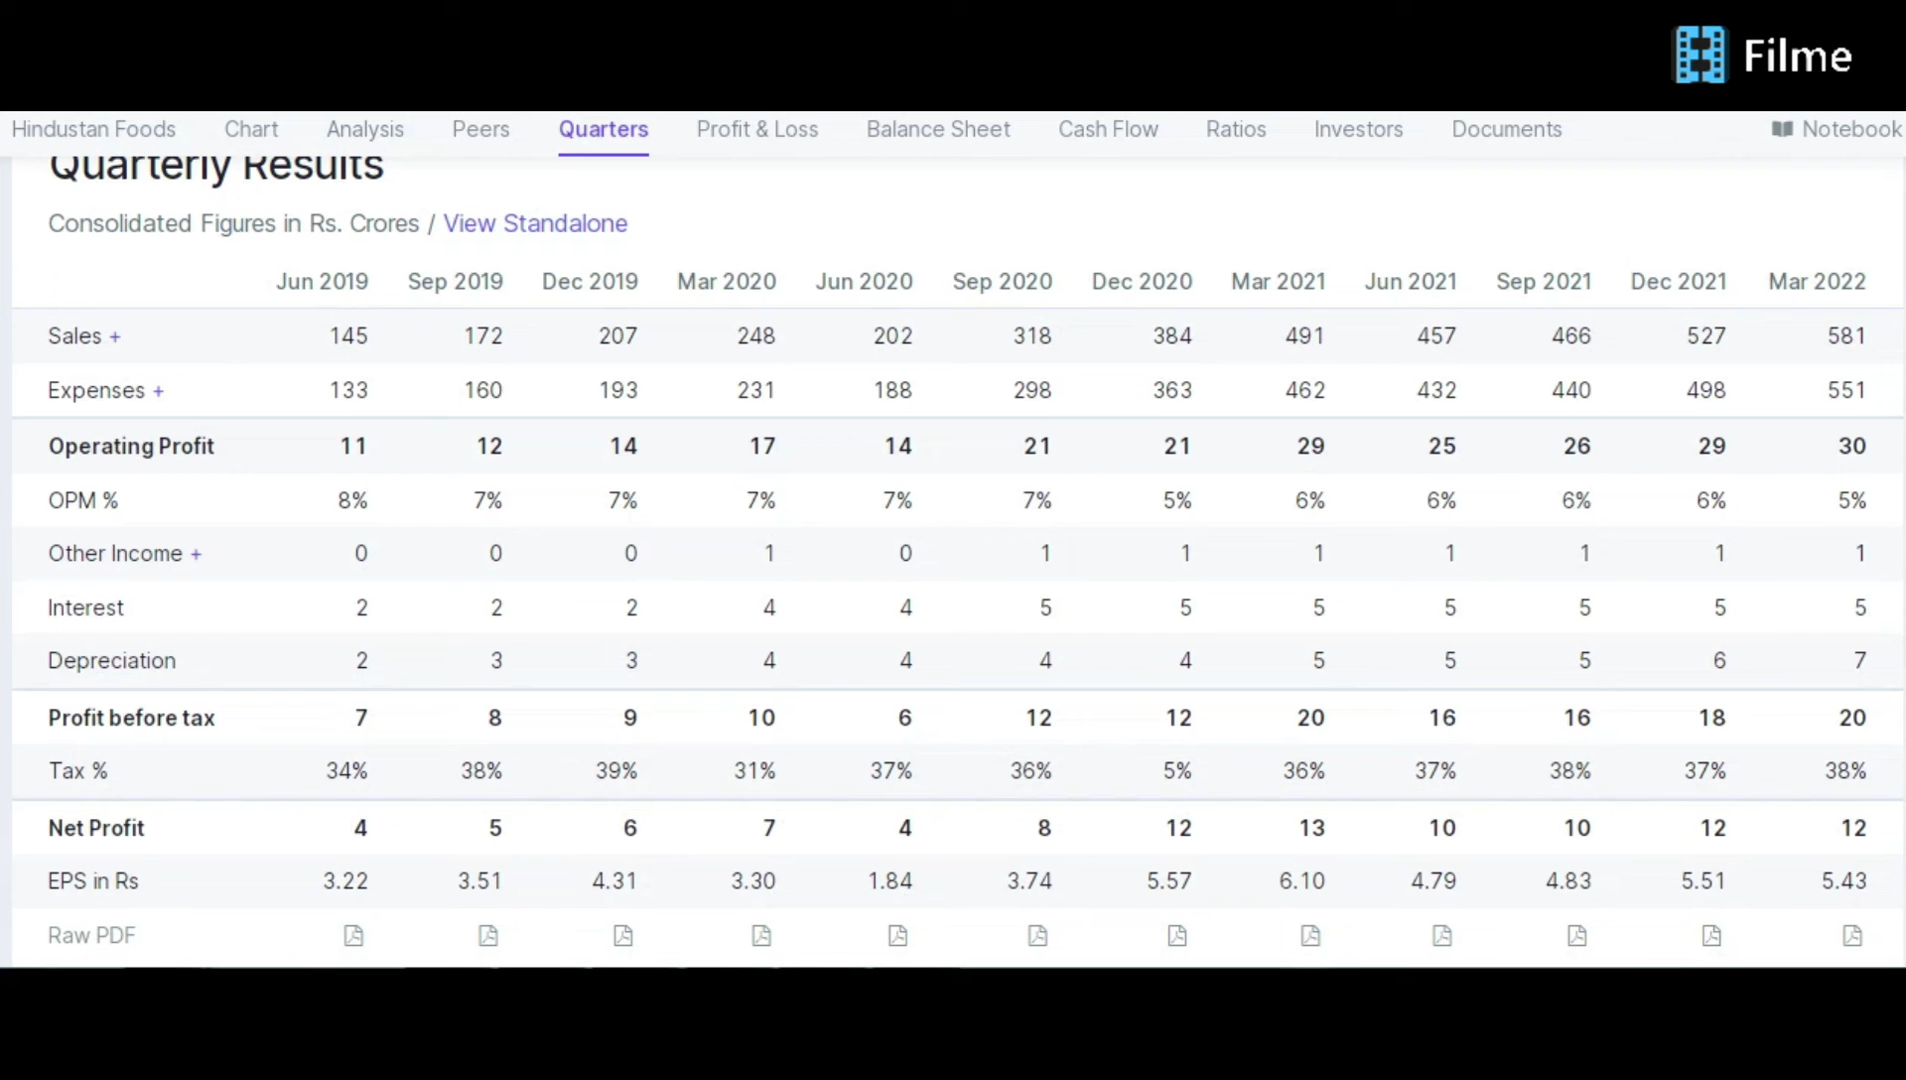 Filme
Hindustan Foods Chart Analysis Peers Quarters Profit & Loss Balance Sheet Cash Flow Ratios Investors Documents Notebook
Quarterly Results
Consolidated Figures in Rs. Crores / View Standalone
Jun 2019 Sep 2019 Dec 2019 Mar 2020 Jun 2020 Sep 2020 Dec 2020 Mar 2021 Jun 2021 Sep 2021 Dec 2021 Mar 2022
Sales + 145 172 207 248 202 318 384 491 457 466 527 581
Expenses + 133 160 193 231 188 298 363 462 432 440 498 551
Operating Profit 11 12 14 17 14 21 21 29 25 26 29 30
OPM % 8% 7% 7% 7% 7% 7% 5% 6% 6% 6% 6% 5%
Other Income + 0 0 0 1 0 1 1 1 1 1 1 1
Interest 2 2 2 4 4 5 5 5 5 5 5 5
Depreciation 2 3 3 4 4 4 4 5 5 5 6 7
Profit before tax 7 8 9 10 6 12 12 20 16 16 18 20
Tax % 34% 38% 39% 31% 37% 36% 5% 36% 37% 38% 37% 38%
Net Profit 4 5 6 7 4 8 12 13 10 10 12 12
EPS in Rs 3.22 3.51 4.31 3.30 1.84 3.74 5.57 6.10 4.79 4.83 5.51 5.43
Raw PDF